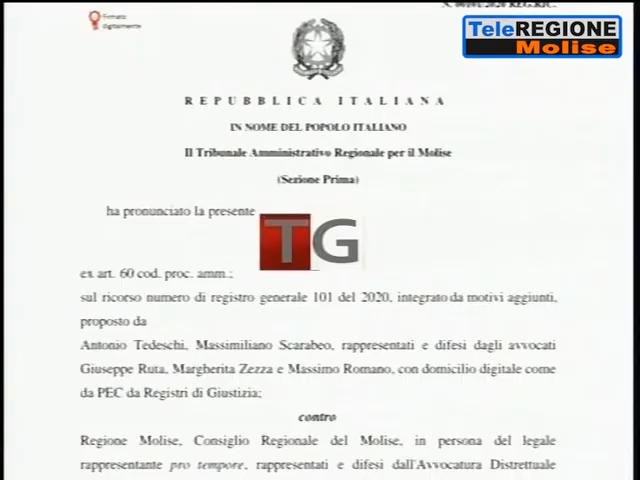 Firmato
digitalmente
N. 00101/2020 REG.RIC.
TeleREGIONE
Molise
REPUBBLICA ITALIANA
IN NOME DEL POPOLO ITALIANO
Il Tribunale Amministrativo Regionale per il Molise
(Sezione Prima)
ha pronunciato la presente
TG
ex art. 60 cod. proc. amm.;
sul ricorso numero di registro generale 101 del 2020, integrato da motivi aggiunti,
proposto da
Antonio Tedeschi, Massimiliano Scarabeo, rappresentati e difesi dagli avvocati
Giuseppe Ruta, Margherita Zezza e Massimo Romano, con domicilio digitale come
da PEC da Registri di Giustizia;
contro
Regione Molise, Consiglio Regionale del Molise, in persona del legale
rappresentante pro tempore, rappresentati e difesi dall'Avvocatura Distrettuale